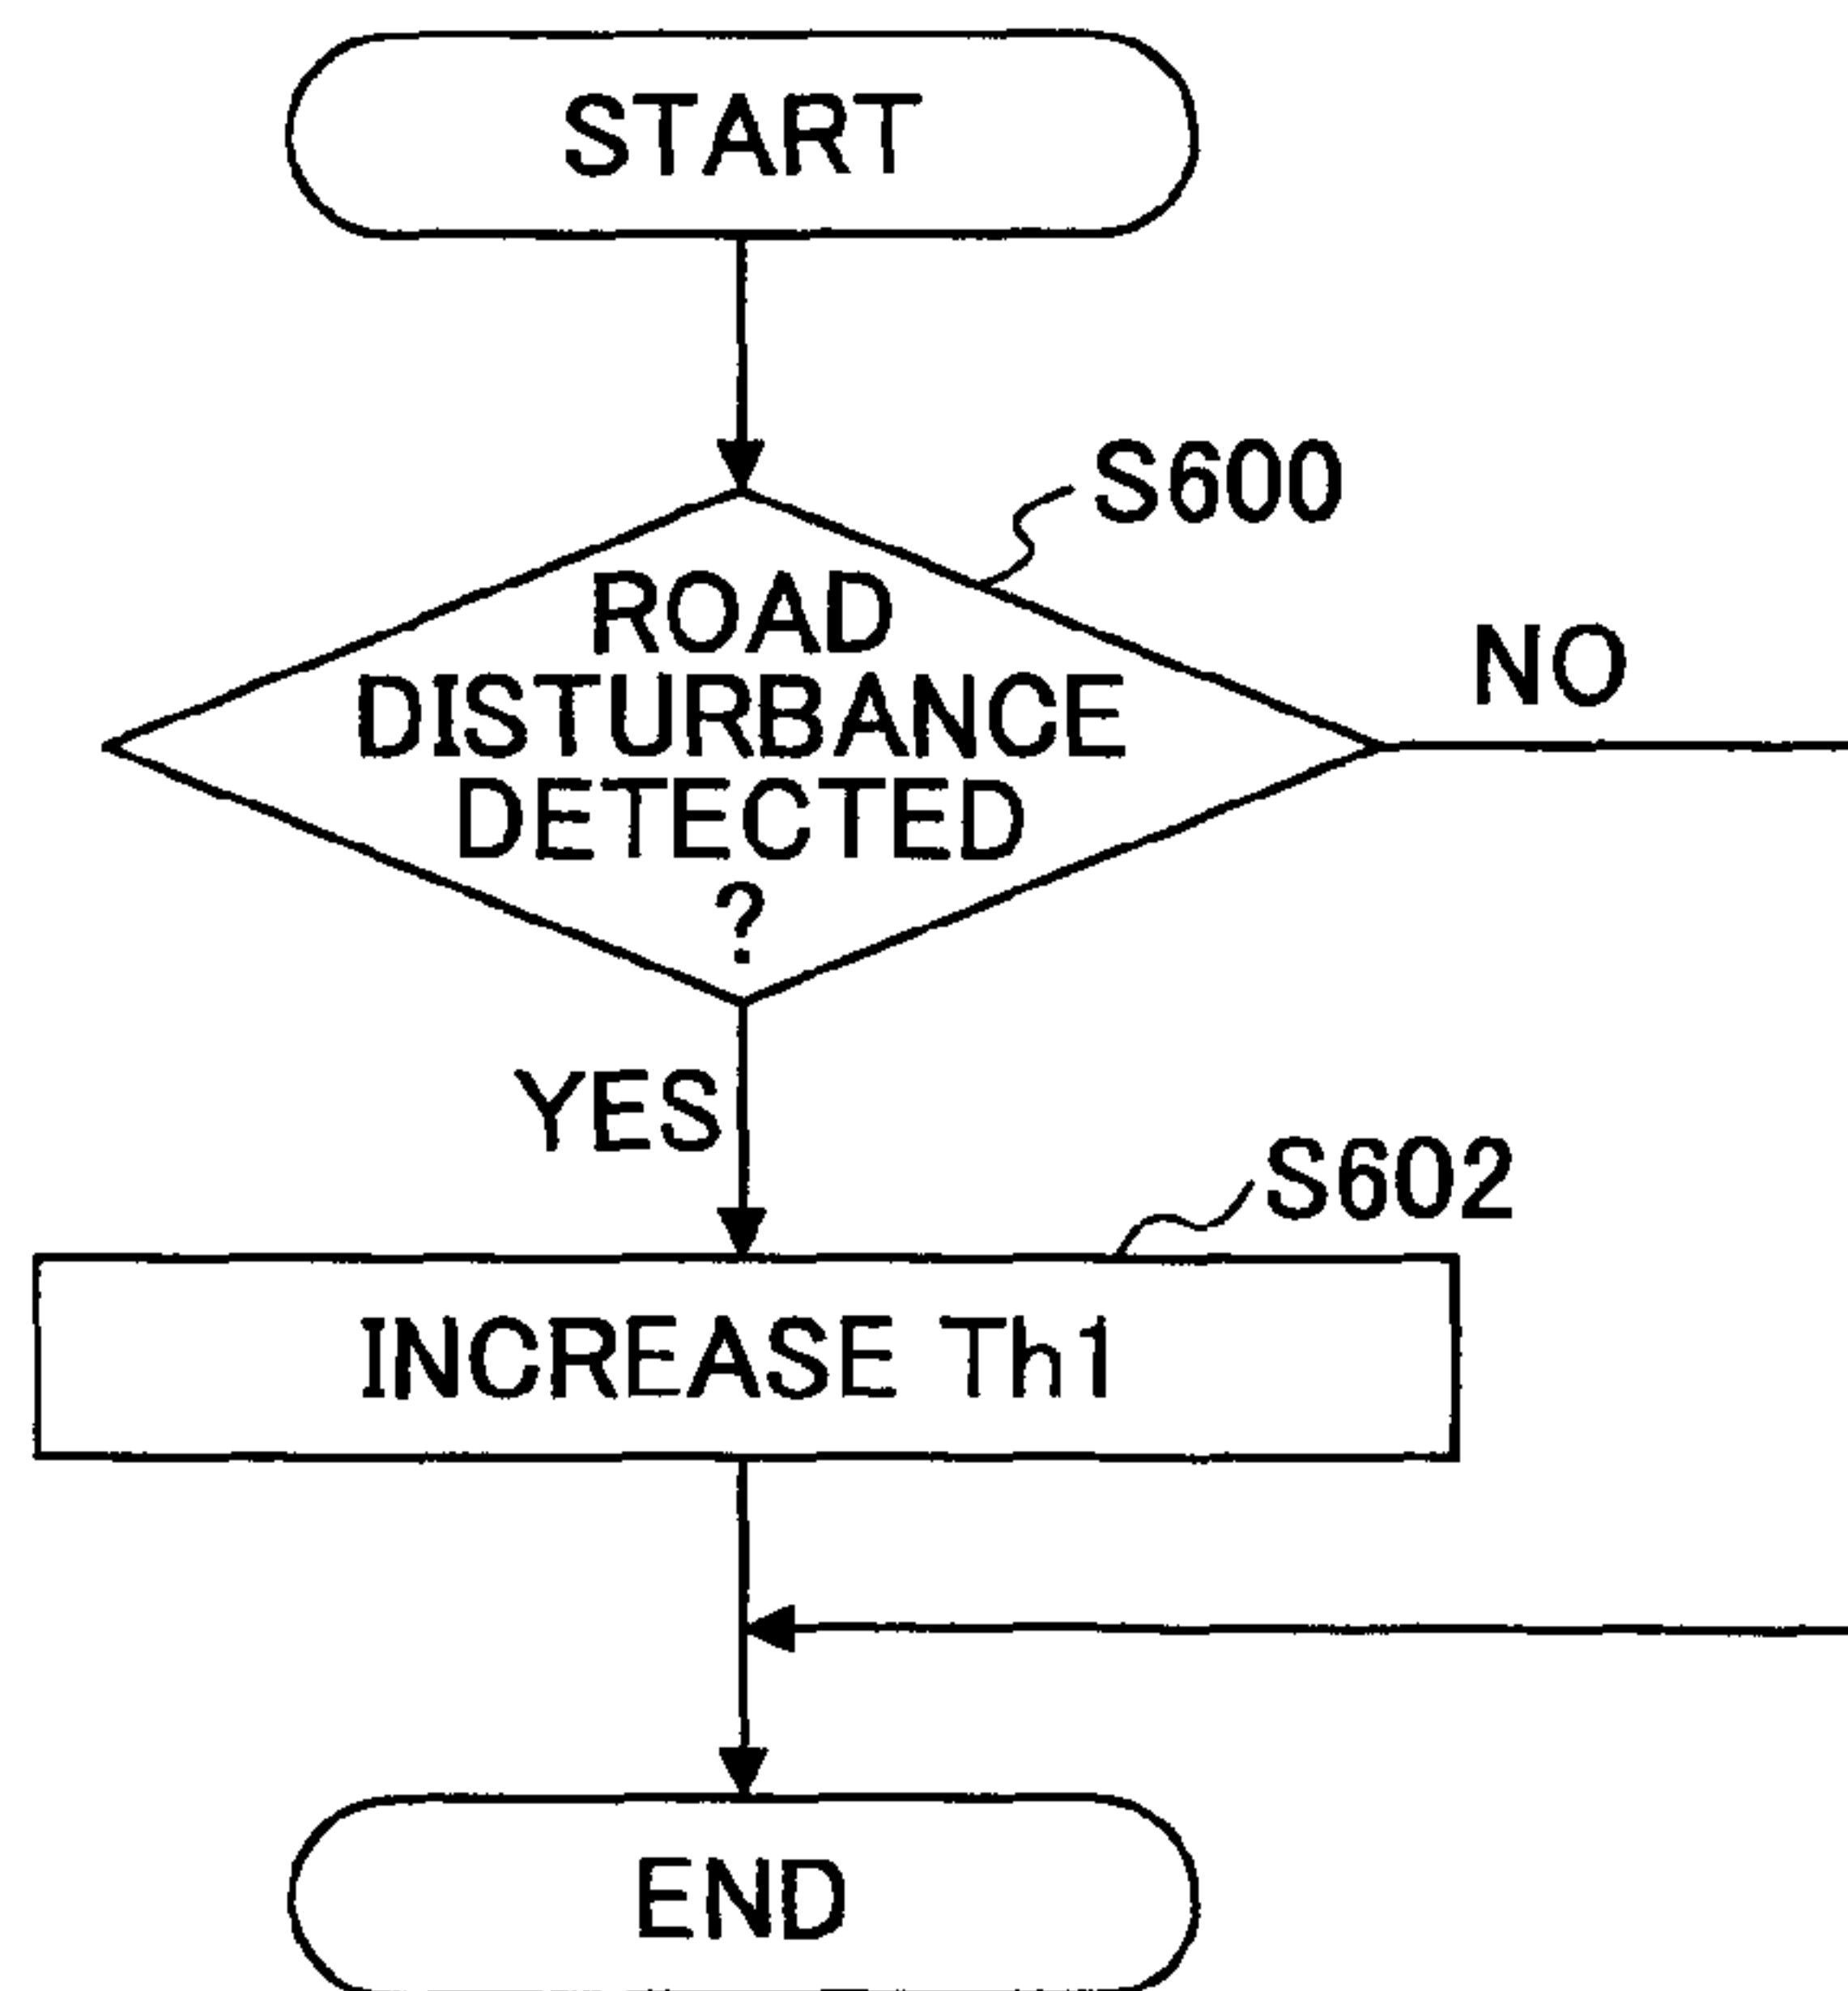 START
S600
ROAD
DISTURBANCE
DETECTED
?
NO
YES
S602
INCREASE Th1
END